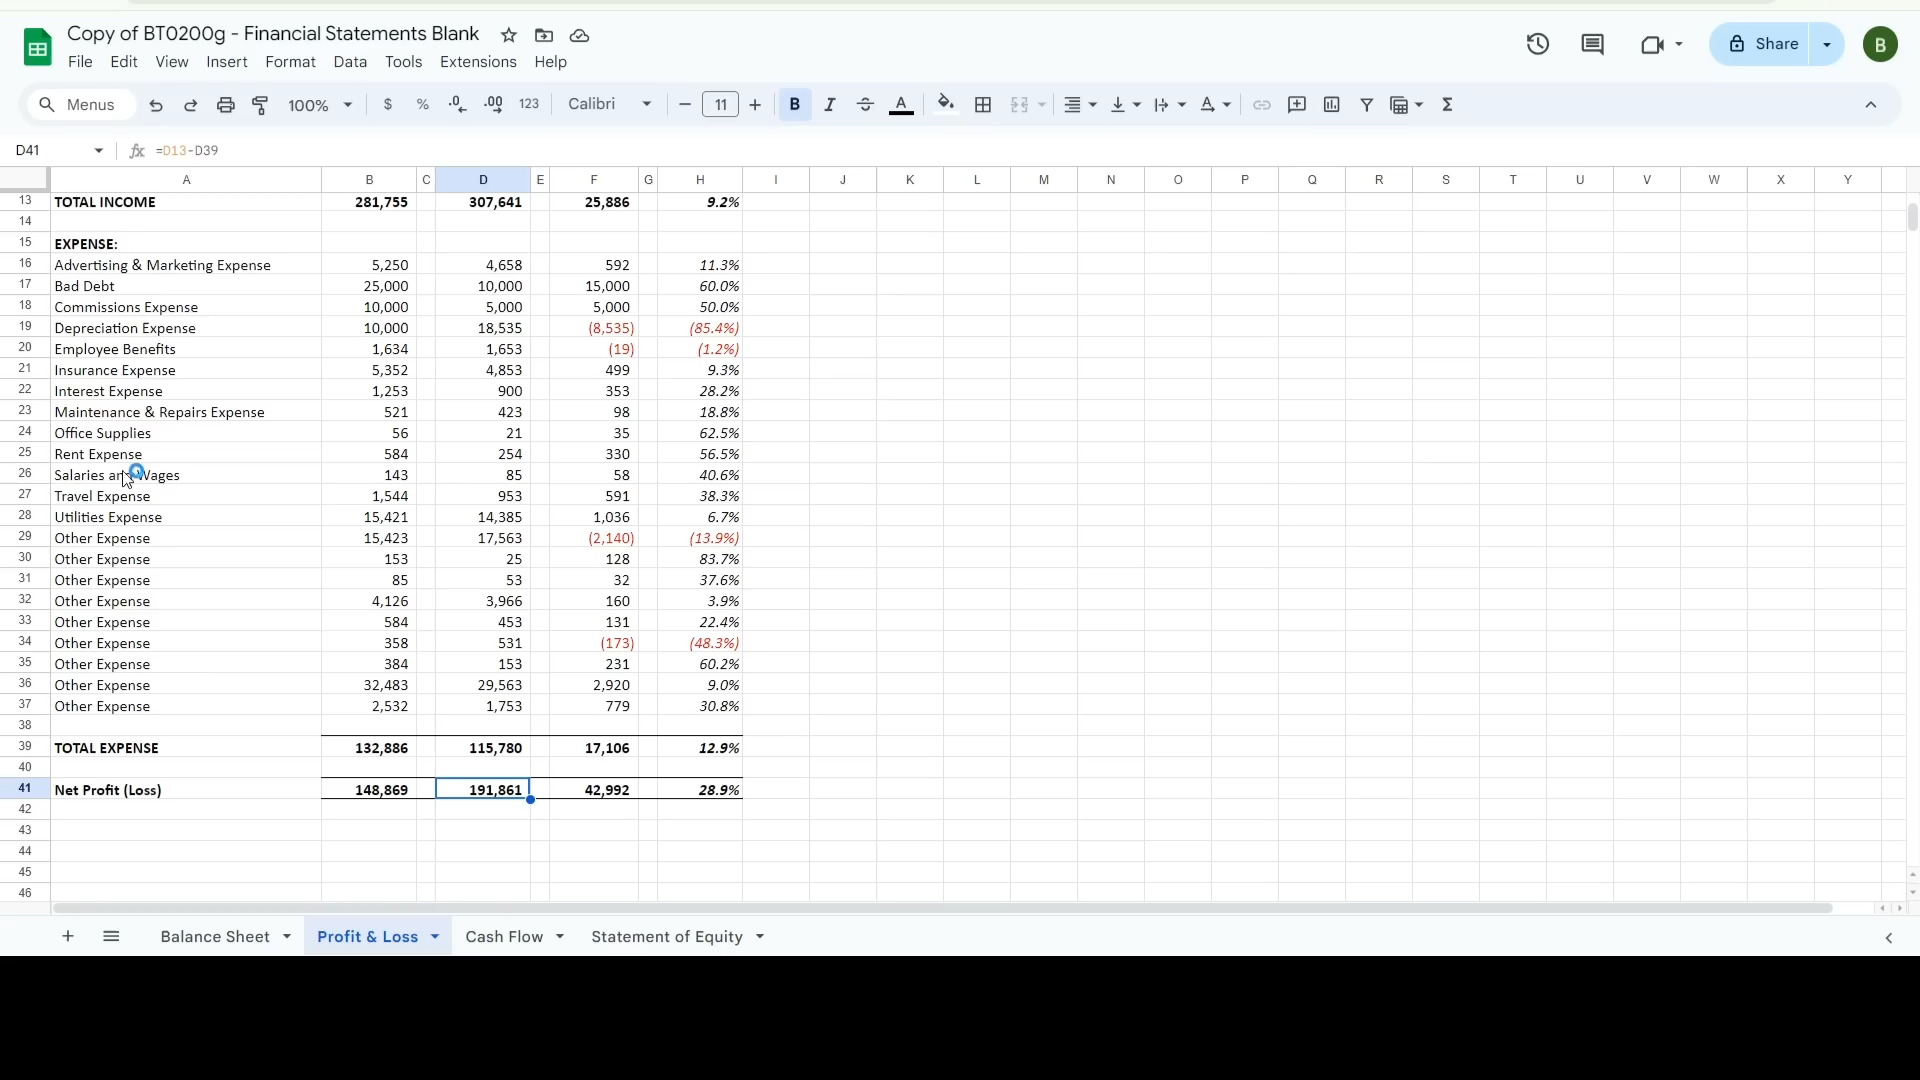 Copy of BT0200g - Financial Statements Blank
File Edit View Insert Format Data Tools Extensions Help
Share
B
Menus 100% $ % .0 .00 123 Calibri 11 B I A
D41 fx =D13-D39
A B C D E F G H I J K L M N O P Q R S T U V W X Y
13 TOTAL INCOME 281,755 307,641 25,886 9.2%
14
15 EXPENSE:
16 Advertising & Marketing Expense 5,250 4,658 592 11.3%
17 Bad Debt 25,000 10,000 15,000 60.0%
18 Commissions Expense 10,000 5,000 5,000 50.0%
19 Depreciation Expense 10,000 18,535 (8,535) (85.4%)
20 Employee Benefits 1,634 1,653 (19) (1.2%)
21 Insurance Expense 5,352 4,853 499 9.3%
22 Interest Expense 1,253 900 353 28.2%
23 Maintenance & Repairs Expense 521 423 98 18.8%
24 Office Supplies 56 21 35 62.5%
25 Rent Expense 584 254 330 56.5%
26 Salaries and Wages 143 85 58 40.6%
27 Travel Expense 1,544 953 591 38.3%
28 Utilities Expense 15,421 14,385 1,036 6.7%
29 Other Expense 15,423 17,563 (2,140) (13.9%)
30 Other Expense 153 25 128 83.7%
31 Other Expense 85 53 32 37.6%
32 Other Expense 4,126 3,966 160 3.9%
33 Other Expense 584 453 131 22.4%
34 Other Expense 358 531 (173) (48.3%)
35 Other Expense 384 153 231 60.2%
36 Other Expense 32,483 29,563 2,920 9.0%
37 Other Expense 2,532 1,753 779 30.8%
38
39 TOTAL EXPENSE 132,886 115,780 17,106 12.9%
40
41 Net Profit (Loss) 148,869 191,861 42,992 28.9%
42
43
44
45
46
Balance Sheet Profit & Loss Cash Flow Statement of Equity